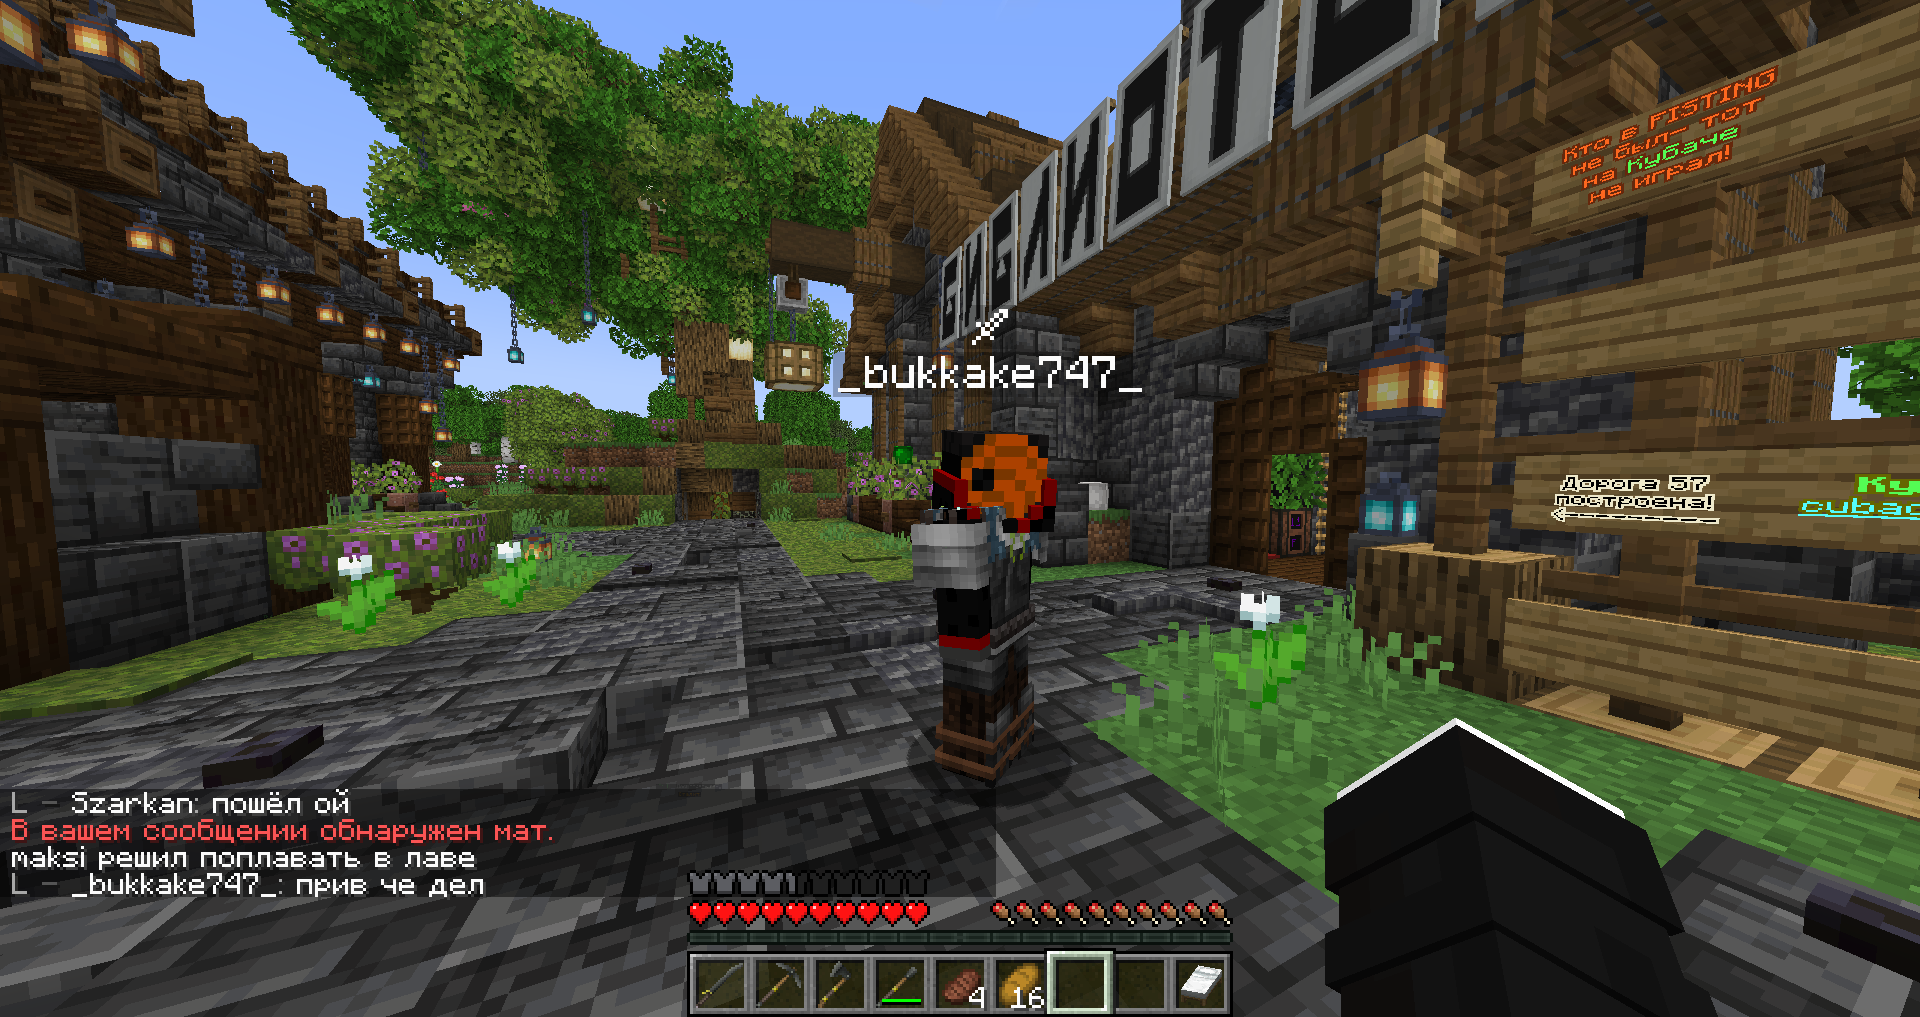 БИБЛИОТЕ
Кто в FISTING
не был— тот
на Кубаче
не играл!
_bukkake747_
Дорога 57
построена!
<
Ку
cubac
L - Szarkan: пошёл ой
В вашем сообщении обнаружен мат.
maksi решил поплавать в лаве
L - _bukkake747_: прив че дел
4
16